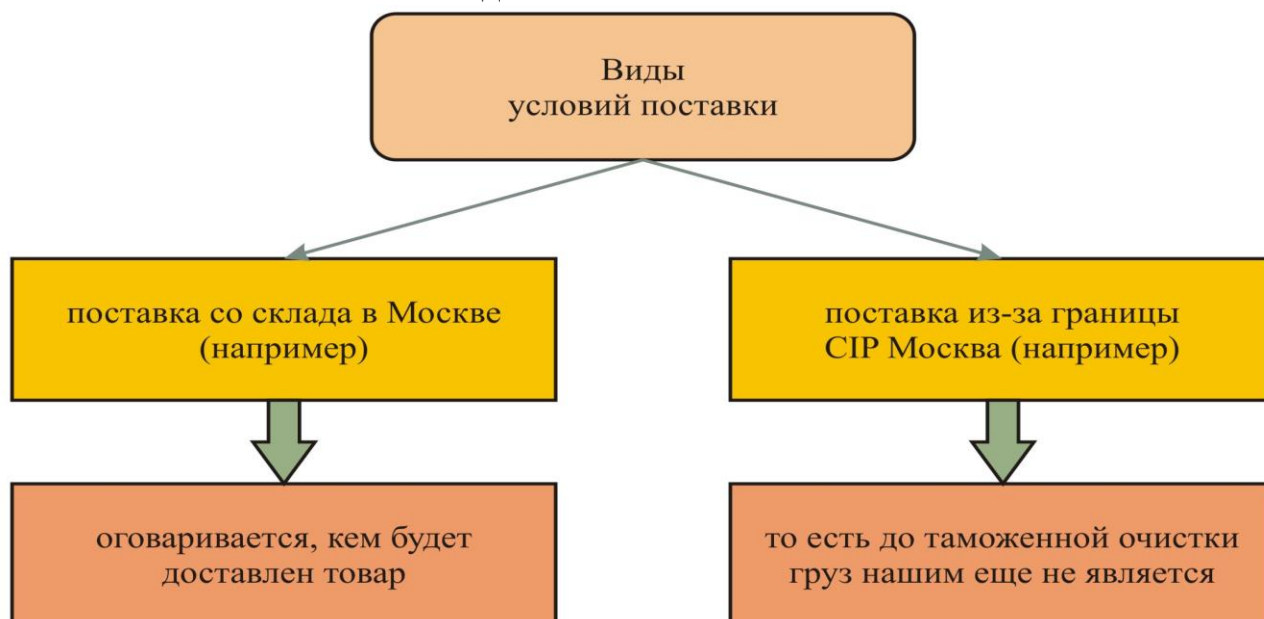 Виды
условий поставки
поставка со склада в Москве
(например)
поставка из-за границы
CIP Москва (например)
оговаривается, кем будет
доставлен товар
то есть до таможенной очистки
груз нашим еще не является